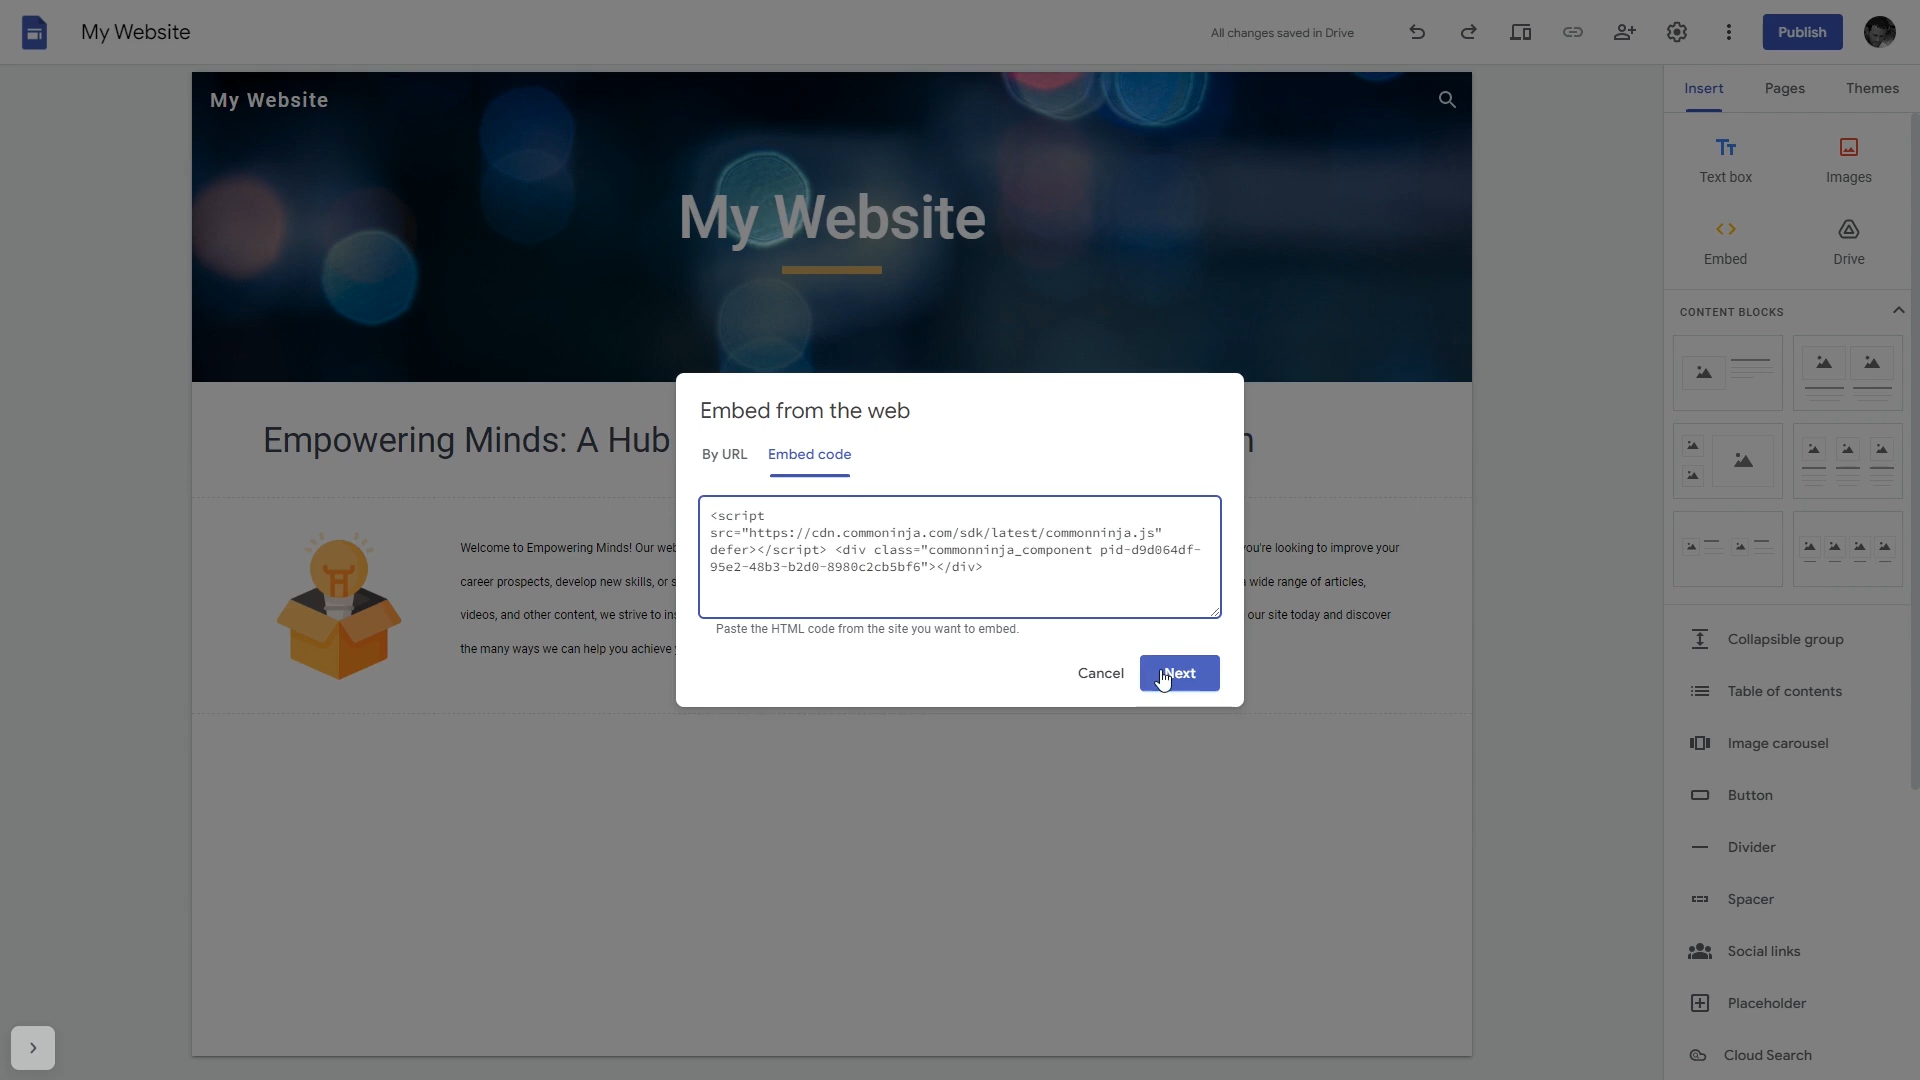 My Website
All changes saved in Drive
Publish
Insert
Pages
Themes
My Website
My Website
Text box
Images
Embed
Drive
CONTENT BLOCKS
Embed from the web
Empowering Minds: A Hub
By URL
Embed code
<script
src="https://cdn.commoninja.com/sdk/latest/commonninja.js"
defer></script> <div class="commonninja_component pid-d9d064df-
95e2-48b3-b2d0-8980c2cb5bf6"></div>
Welcome to Empowering Minds! Our
you're looking to improve your
career prospects, develop new skills, or
wide range of articles,
videos, and other content, we strive to
our site today and discover
the many ways we can help you achieve
Paste the HTML code from the site you want to embed.
Cancel
Next
Collapsible group
Table of contents
Image carousel
Button
Divider
Spacer
Social links
Placeholder
Cloud Search